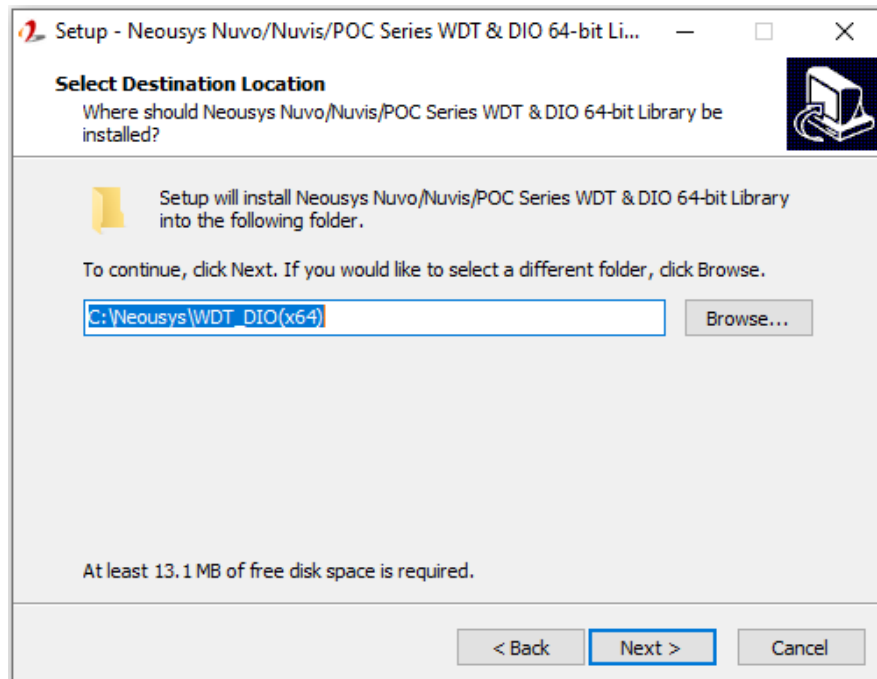 Setup - Neousys Nuvo/Nuvis/POC Series WDT & DIO 64-bit Li...
Select Destination Location
Where should Neousys Nuvo/Nuvis/POC Series WDT & DIO 64-bit Library be
installed?
Setup will install Neousys Nuvo/Nuvis/POC Series WDT & DIO 64-bit Library
into the following folder.
To continue, click Next. If you would like to select a different folder, click Browse.
C:\Neousys\WDT_DIO(x64)
Browse...
At least 13.1 MB of free disk space is required.
< Back
Next >
Cancel